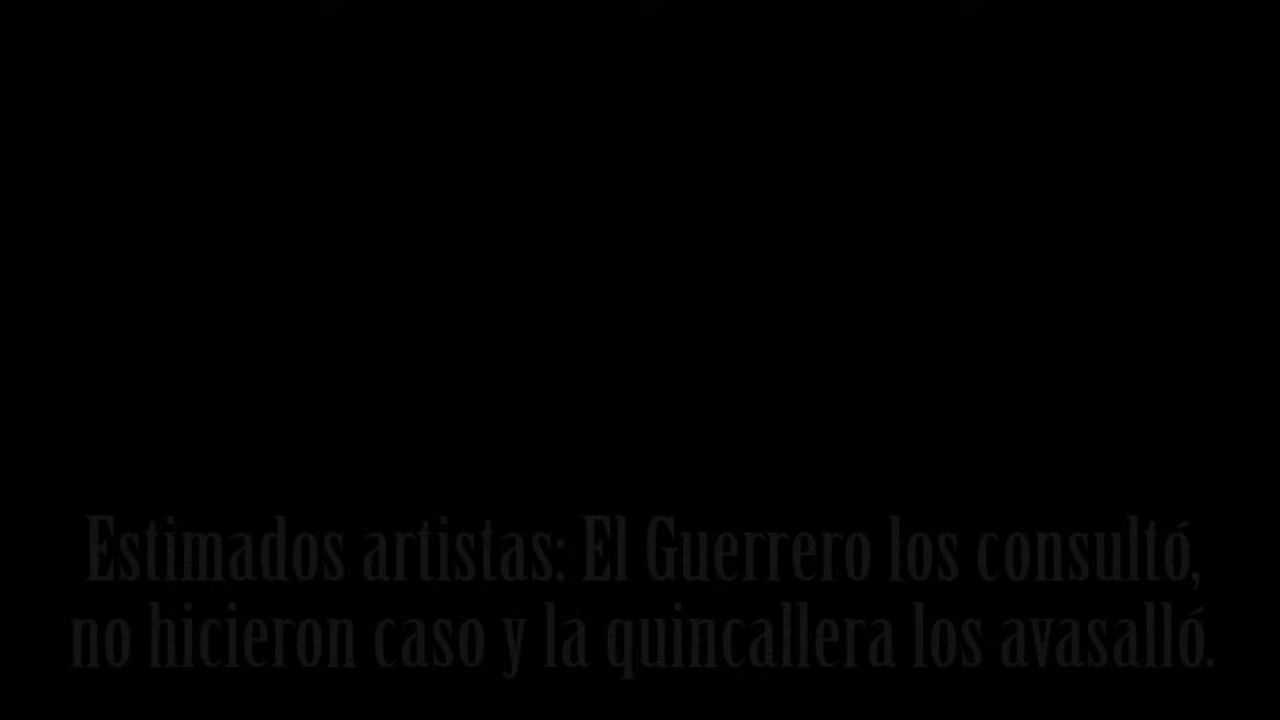 Estimados artistas: El Guerrero los consultó,
no hicieron caso y la quincallera los avasalló.